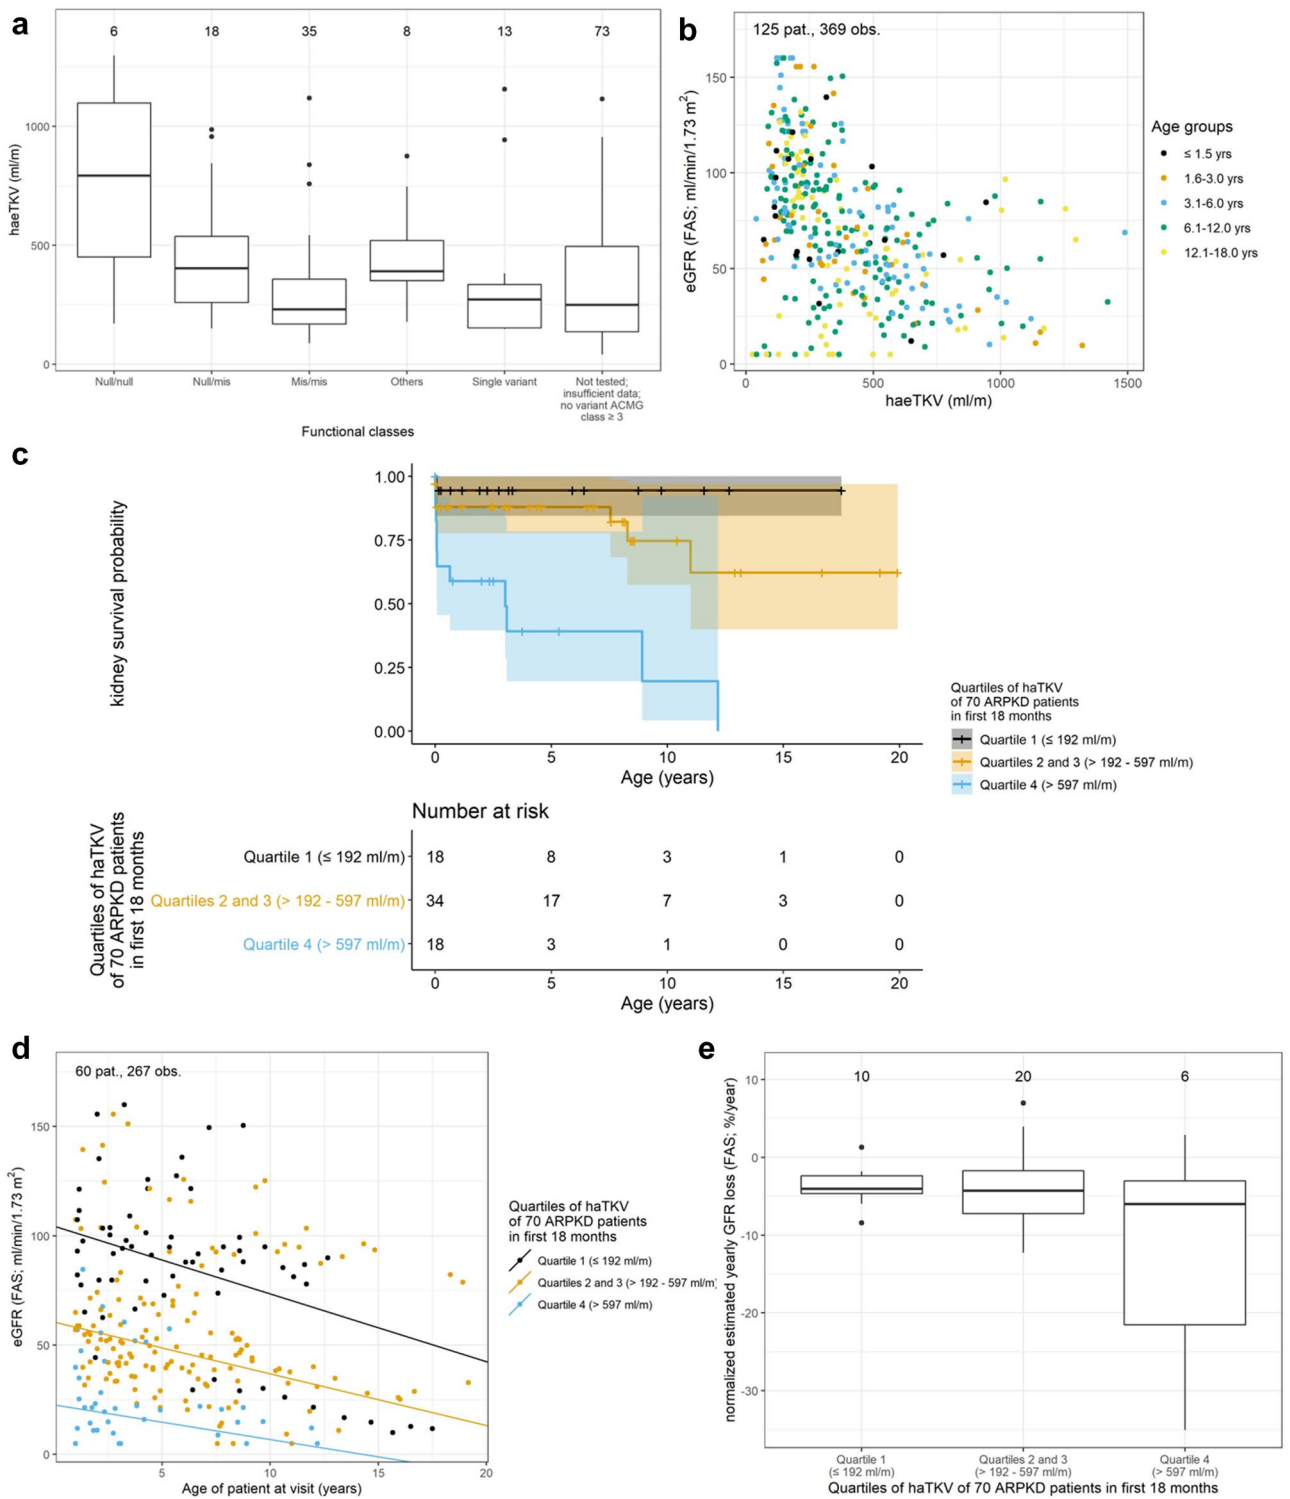 a
6 18 35 8 13 73
haeTKV (ml/m)
1000
500
0
Null/null Null/mis Mis/mis Others Single variant Not tested;
insufficient data;
no variant ACMG
class ≥ 3
Functional classes
b
125 pat., 369 obs.
eGFR (FAS; ml/min/1.73 m²)
150
100
50
0
0 500 1000 1500
haeTKV (ml/m)
Age groups
≤ 1.5 yrs
1.6-3.0 yrs
3.1-6.0 yrs
6.1-12.0 yrs
12.1-18.0 yrs
c
kidney survival probability
1.00
0.75
0.50
0.25
0.00
0 5 10 15 20
Age (years)
Quartiles of haTKV
of 70 ARPKD patients
in first 18 months
Quartile 1 (≤ 192 ml/m)
Quartiles 2 and 3 (> 192 - 597 ml/m)
Quartile 4 (> 597 ml/m)
Number at risk
Quartiles of haTKV
of 70 ARPKD patients
in first 18 months
Quartile 1 (≤ 192 ml/m) 18 8 3 1 0
Quartiles 2 and 3 (> 192 - 597 ml/m) 34 17 7 3 0
Quartile 4 (> 597 ml/m) 18 3 1 0 0
0 5 10 15 20
Age (years)
d
60 pat., 267 obs.
eGFR (FAS; ml/min/1.73 m²)
150
100
50
0
5 10 15 20
Age of patient at visit (years)
Quartiles of haTKV
of 70 ARPKD patients
in first 18 months
Quartile 1 (≤ 192 ml/m)
Quartiles 2 and 3 (> 192 - 597 ml/m)
Quartile 4 (> 597 ml/m)
e
10 20 6
normalized estimated yearly GFR loss (FAS; %/year)
10
0
-10
-20
-30
Quartile 1 Quartiles 2 and 3 Quartile 4
(≤ 192 ml/m) (> 192 - 597 ml/m) (> 597 ml/m)
Quartiles of haTKV of 70 ARPKD patients in first 18 months